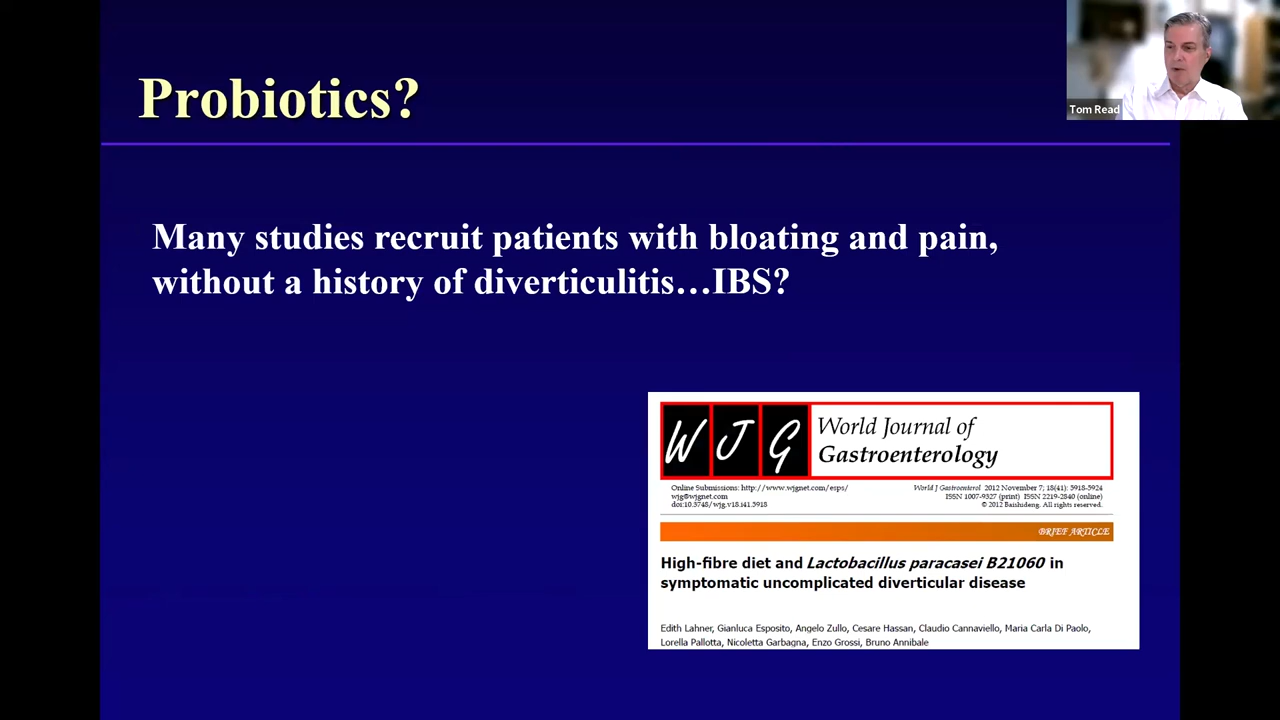 Probiotics?
Tom Read
Many studies recruit patients with bloating and pain,
without a history of diverticulitis…IBS?
W J G
World Journal of
Gastroenterology
Online Submissions: http://www.wjgnet.com/esps/
wjg@wjgnet.com
doi:10.3748/wjg.v18.i41.5918
World J Gastroenterol 2012 November 7; 18(41): 5918-5924
ISSN 1007-9327 (print) ISSN 2219-2840 (online)
© 2012 Baishideng. All rights reserved.
BRIEF ARTICLE
High-fibre diet and Lactobacillus paracasei B21060 in
symptomatic uncomplicated diverticular disease
Edith Lahner, Gianluca Esposito, Angelo Zullo, Cesare Hassan, Claudio Cannaviello, Maria Carla Di Paolo,
Lorella Pallotta, Nicoletta Garbagna, Enzo Grossi, Bruno Annibale